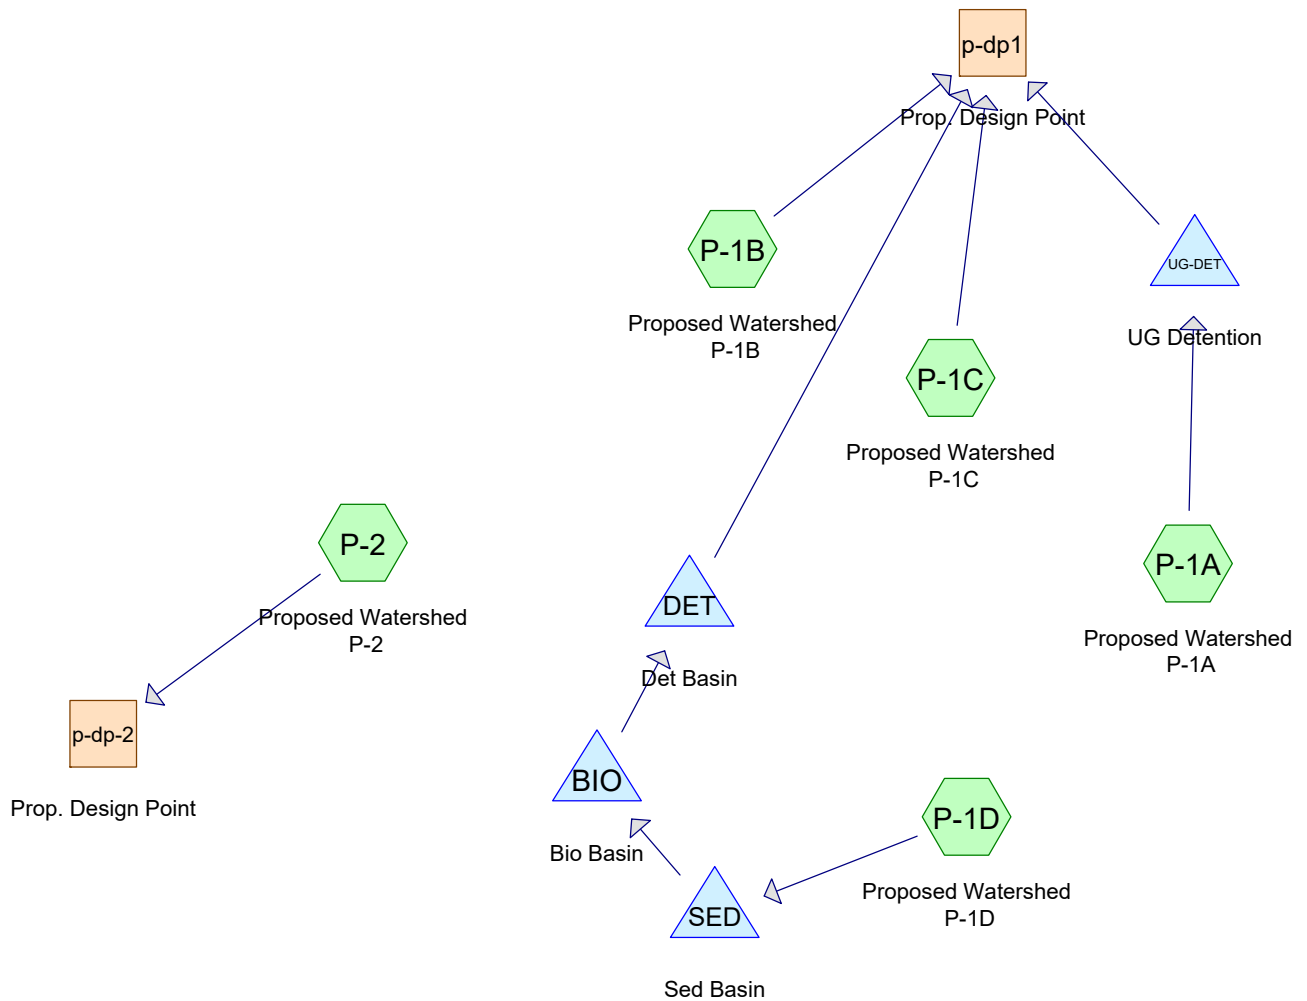 p-dp1
Prop. Design Point
P-1B
Proposed Watershed
P-1B
UG-DET
UG Detention
P-1C
Proposed Watershed
P-1C
P-2
Proposed Watershed
P-2
P-1A
Proposed Watershed
P-1A
DET
Det Basin
p-dp-2
Prop. Design Point
BIO
Bio Basin
P-1D
Proposed Watershed
P-1D
SED
Sed Basin